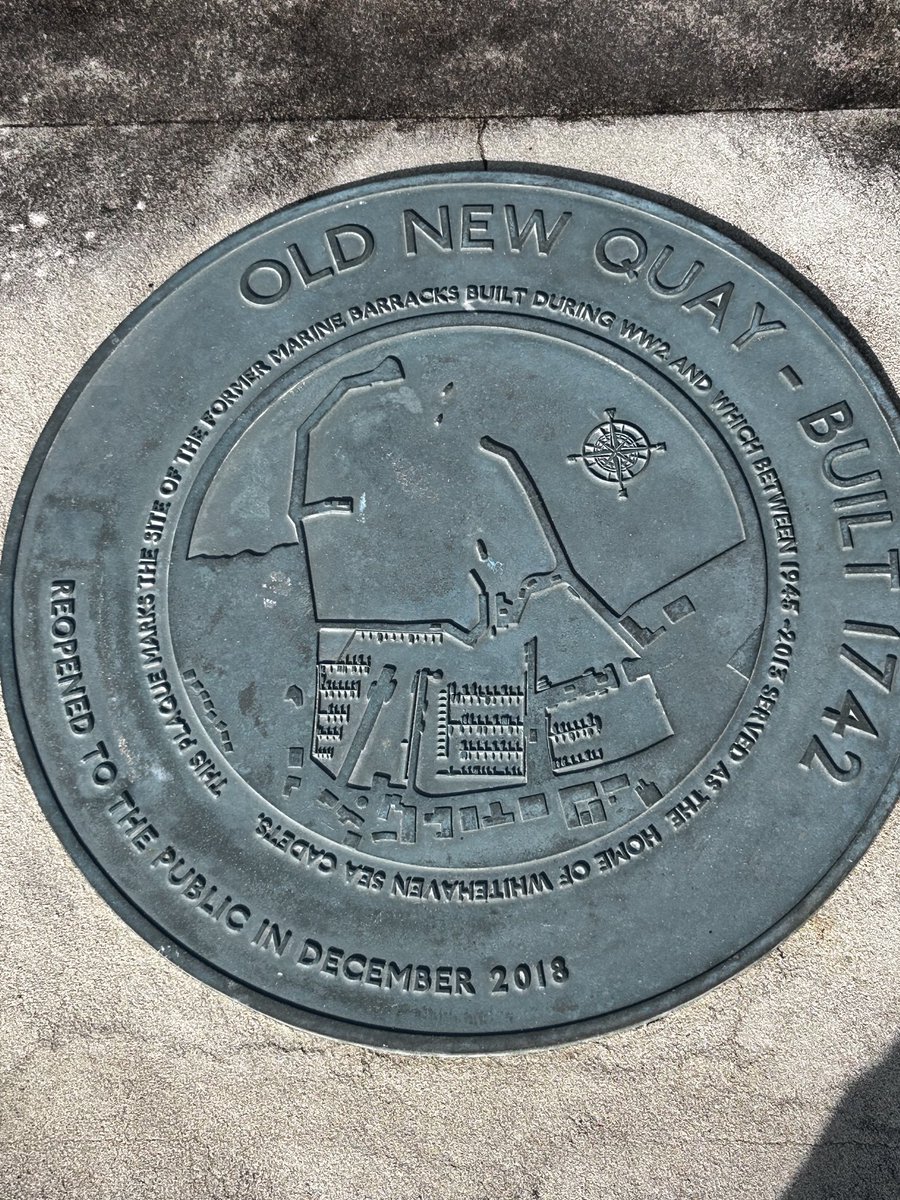 OLD NEW QUAY - BUILT 1742
THIS PLAQUE MARKS THE SITE OF THE FORMER MARINE BARRACKS BUILT DURING WW2 AND WHICH BETWEEN 1945 -2013 SERVED AS THE HOME OF WHITEHAVEN SEA CADETS.
REOPENED TO THE PUBLIC IN DECEMBER 2018